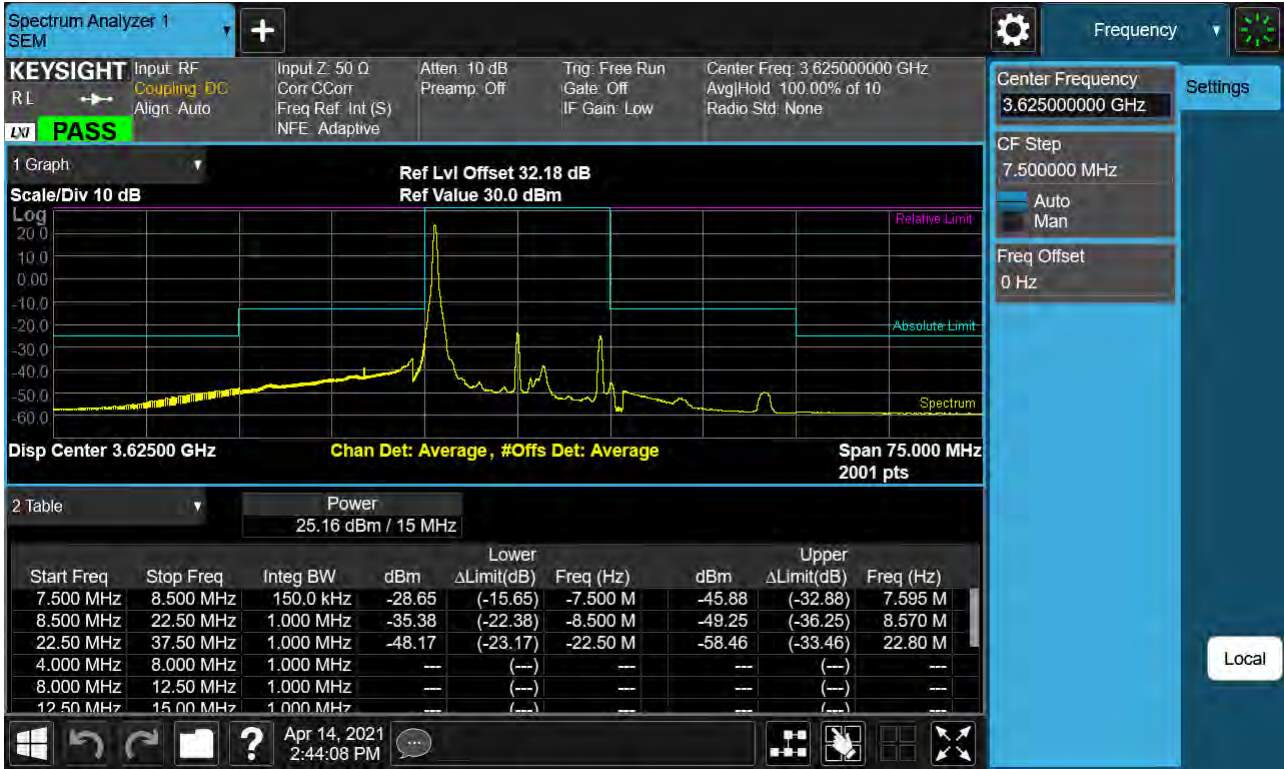 Spectrum Analyzer 1
SEM
Frequency
KEYSIGHT
R L
LXI
PASS
Input: RF
Coupling: DC
Align: Auto
Input Z: 50 Ω
Corr CCorr
Freq Ref: Int (S)
NFE: Adaptive
Atten: 10 dB
Preamp: Off
Trig: Free Run
Gate: Off
IF Gain: Low
Center Freq: 3.625000000 GHz
Avg|Hold: 100.00% of 10
Radio Std: None
Center Frequency
3.625000000 GHz
Settings
CF Step
7.500000 MHz
Auto
Man
Freq Offset
0 Hz
Local
1 Graph
Scale/Div 10 dB
Ref Lvl Offset 32.18 dB
Ref Value 30.0 dBm
Log
20.0
10.0
0.00
-10.0
-20.0
-30.0
-40.0
-50.0
-60.0
Relative Limit
Absolute Limit
Spectrum
Disp Center 3.62500 GHz
Chan Det: Average , #Offs Det: Average
Span 75.000 MHz
2001 pts
2 Table
Power
25.16 dBm / 15 MHz
Lower Upper
Start Freq Stop Freq Integ BW dBm ΔLimit(dB) Freq (Hz) dBm ΔLimit(dB) Freq (Hz)
7.500 MHz 8.500 MHz 150.0 kHz -28.65 (-15.65) -7.500 M -45.88 (-32.88) 7.595 M
8.500 MHz 22.50 MHz 1.000 MHz -35.38 (-22.38) -8.500 M -49.25 (-36.25) 8.570 M
22.50 MHz 37.50 MHz 1.000 MHz -48.17 (-23.17) -22.50 M -58.46 (-33.46) 22.80 M
4.000 MHz 8.000 MHz 1.000 MHz --- (---) --- --- (---) ---
8.000 MHz 12.50 MHz 1.000 MHz --- (---) --- --- (---) ---
12.50 MHz 15.00 MHz 1.000 MHz --- (---) --- --- (---) ---
?
Apr 14, 2021
2:44:08 PM